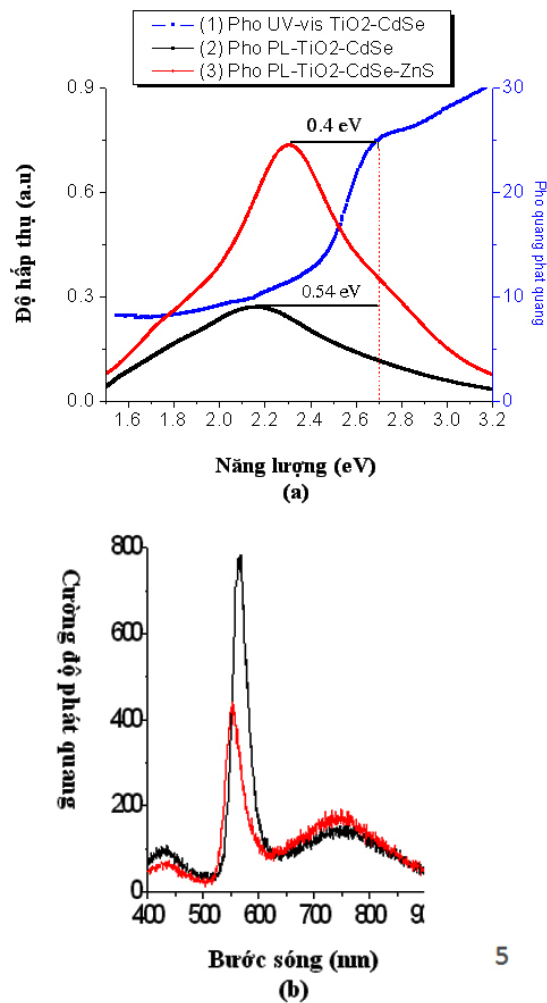 (1) Pho UV-vis TiO2-CdSe
(2) Pho PL-TiO2-CdSe
(3) Pho PL-TiO2-CdSe-ZnS
0.9
0.6
0.3
0.0
Độ hấp thụ (a.u)
30
20
10
0
Pho quang phat quang
0.4 eV
0.54 eV
1.6 1.8 2.0 2.2 2.4 2.6 2.8 3.0 3.2
Năng lượng (eV)
(a)
800
600
400
200
0
Cường độ phát quang
400 500 600 700 800
Bước sóng (nm)
5
(b)